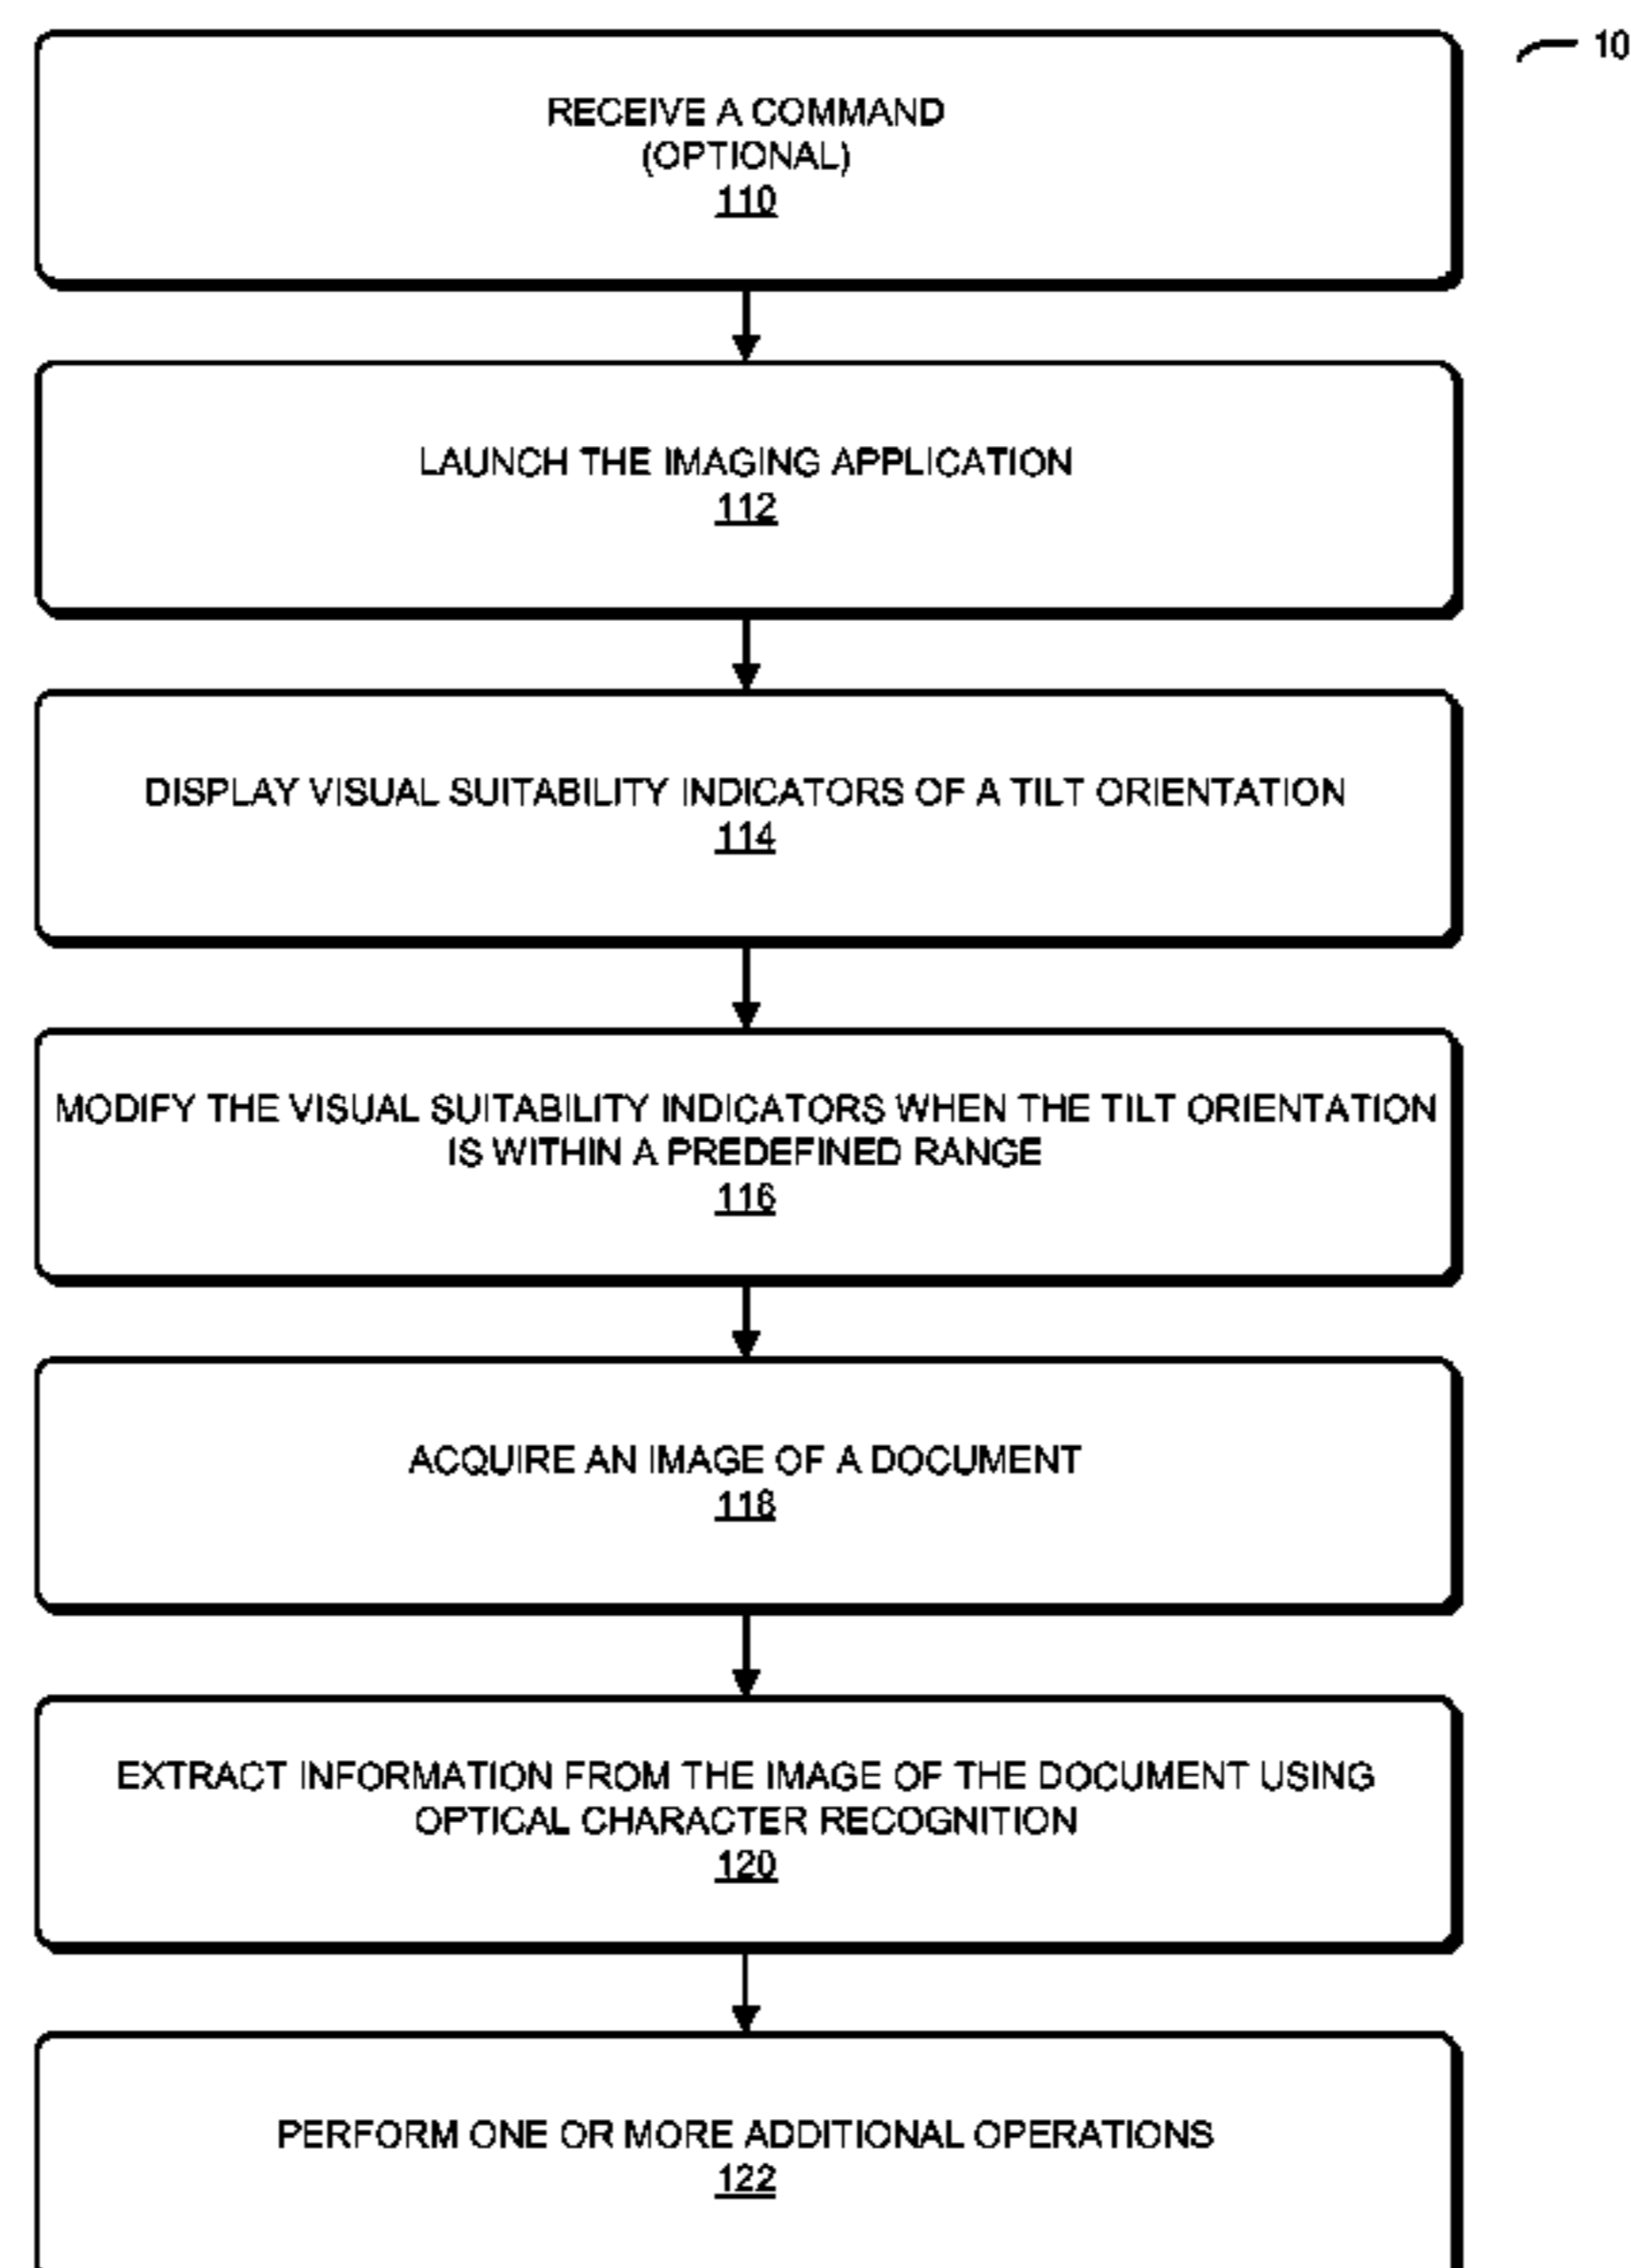 10
RECEIVE A COMMAND
(OPTIONAL)
110
LAUNCH THE IMAGING APPLICATION
112
DISPLAY VISUAL SUITABILITY INDICATORS OF A TILT ORIENTATION
114
MODIFY THE VISUAL SUITABILITY INDICATORS WHEN THE TILT ORIENTATION
IS WITHIN A PREDEFINED RANGE
116
ACQUIRE AN IMAGE OF A DOCUMENT
118
EXTRACT INFORMATION FROM THE IMAGE OF THE DOCUMENT USING
OPTICAL CHARACTER RECOGNITION
120
PERFORM ONE OR MORE ADDITIONAL OPERATIONS
122